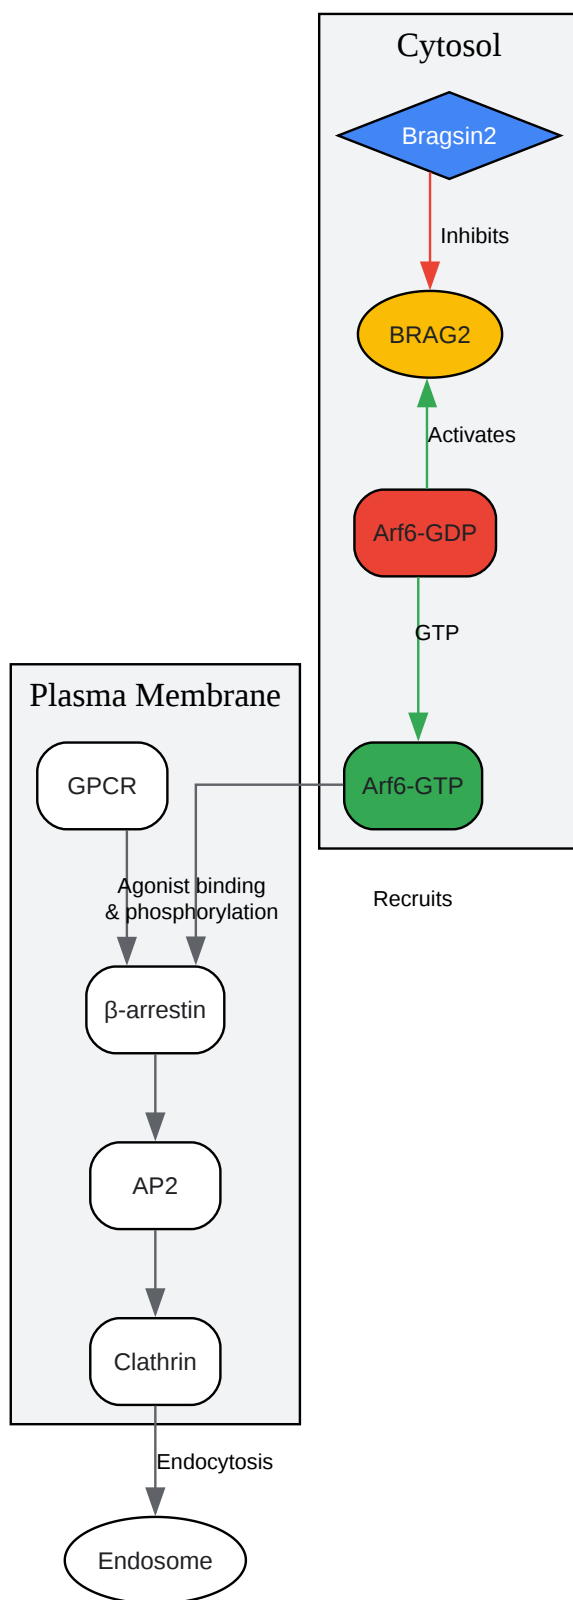 Cytosol
Bragsin2
Inhibits
BRAG2
Activates
Arf6-GDP
GTP
Plasma Membrane
GPCR
Arf6-GTP
Agonist binding
& phosphorylation
Recruits
β-arrestin
AP2
Clathrin
Endocytosis
Endosome